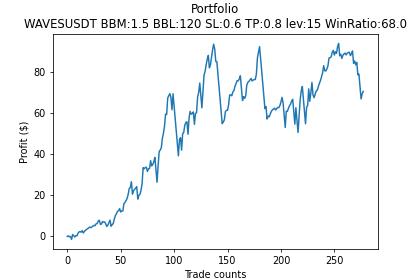 Portfolio
WAVESUSDT BBM:1.5 BBL:120 SL:0.6 TP:0.8 lev:15 WinRatio:68.0
Profit ($)
80
60
40
20
0
0 50 100 150 200 250
Trade counts